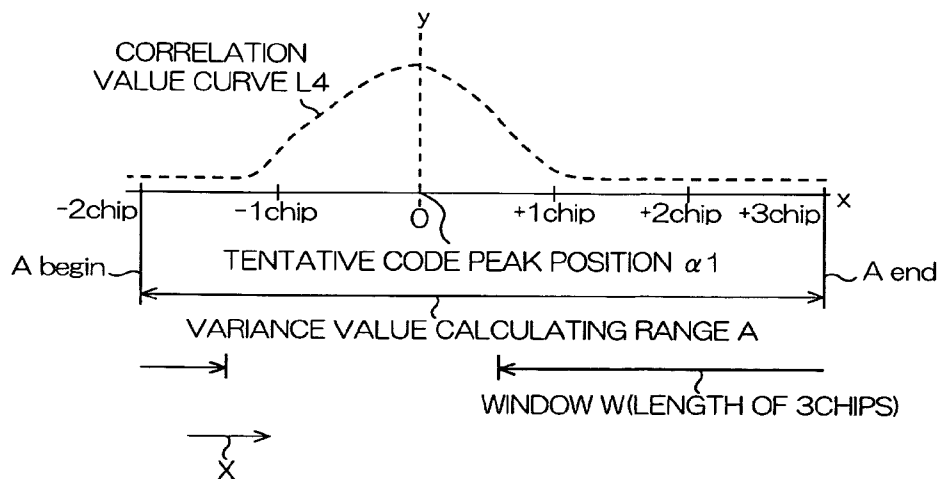 y
CORRELATION
VALUE CURVE L4
-2chip -1chip 0 +1chip +2chip +3chip x
A begin TENTATIVE CODE PEAK POSITION α1 A end
VARIANCE VALUE CALCULATING RANGE A
WINDOW W(LENGTH OF 3CHIPS)
X